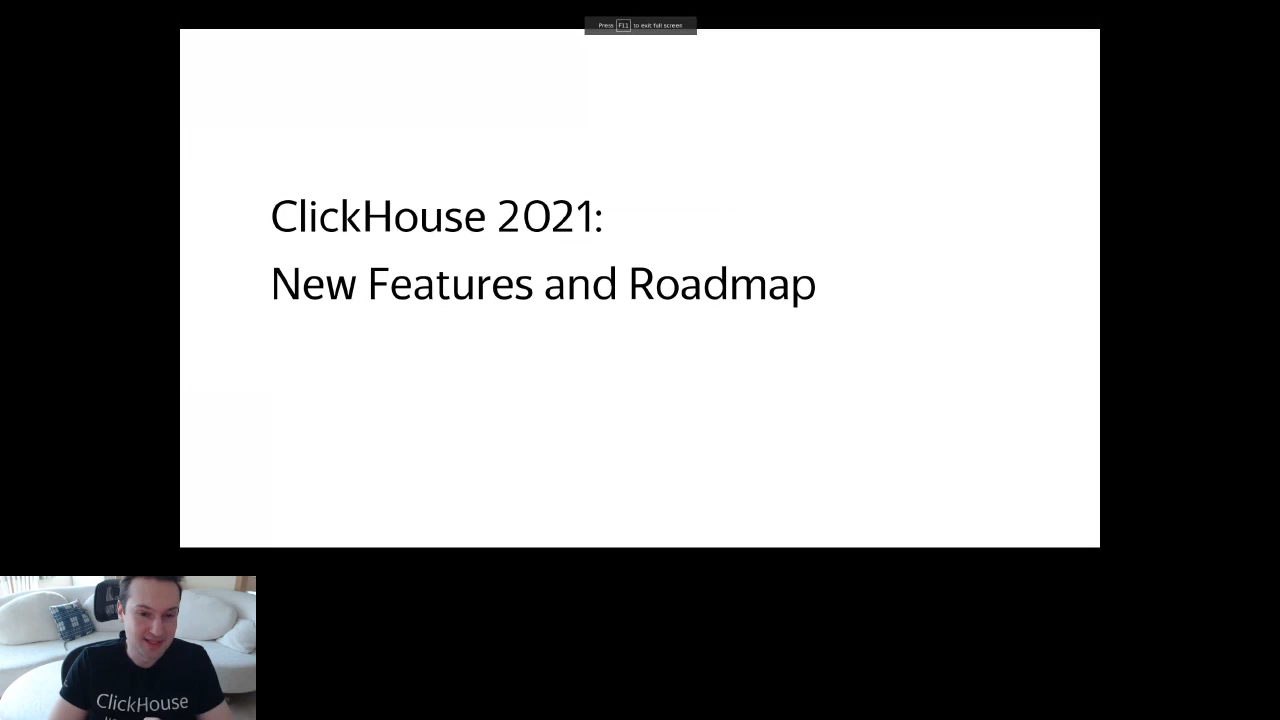 Press F11 to exit full screen
ClickHouse 2021:
New Features and Roadmap
ClickHouse